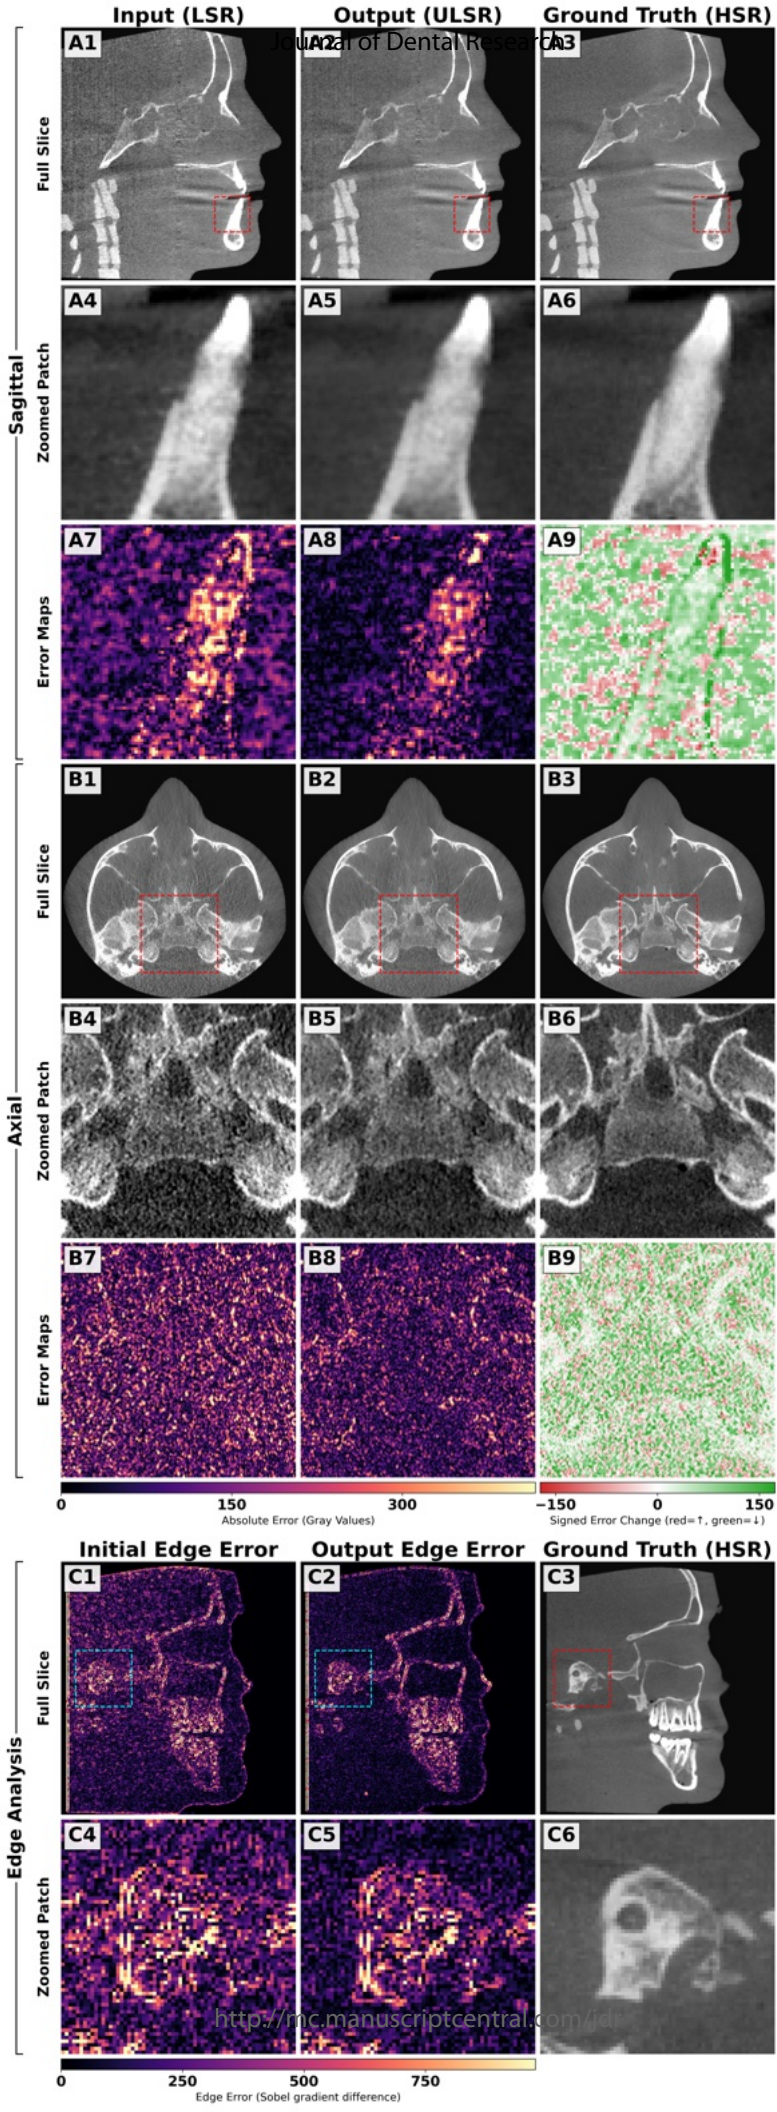 Input (LSR) Output (ULSR) Ground Truth (HSR)
Journal of Dental Research
A1 A2 A3
Full Slice
A4 A5 A6
Sagittal
Zoomed Patch
A7 A8 A9
Error Maps
B1 B2 B3
Full Slice
B4 B5 B6
Axial
Zoomed Patch
B7 B8 B9
Error Maps
0 150 300 −150 0 150
Absolute Error (Gray Values) Signed Error Change (red=↑, green=↓)
Initial Edge Error Output Edge Error Ground Truth (HSR)
C1 C2 C3
Full Slice
Edge Analysis
C4 C5 C6
Zoomed Patch
http://mc.manuscriptcentral.com/jdr
0 250 500 750
Edge Error (Sobel gradient difference)